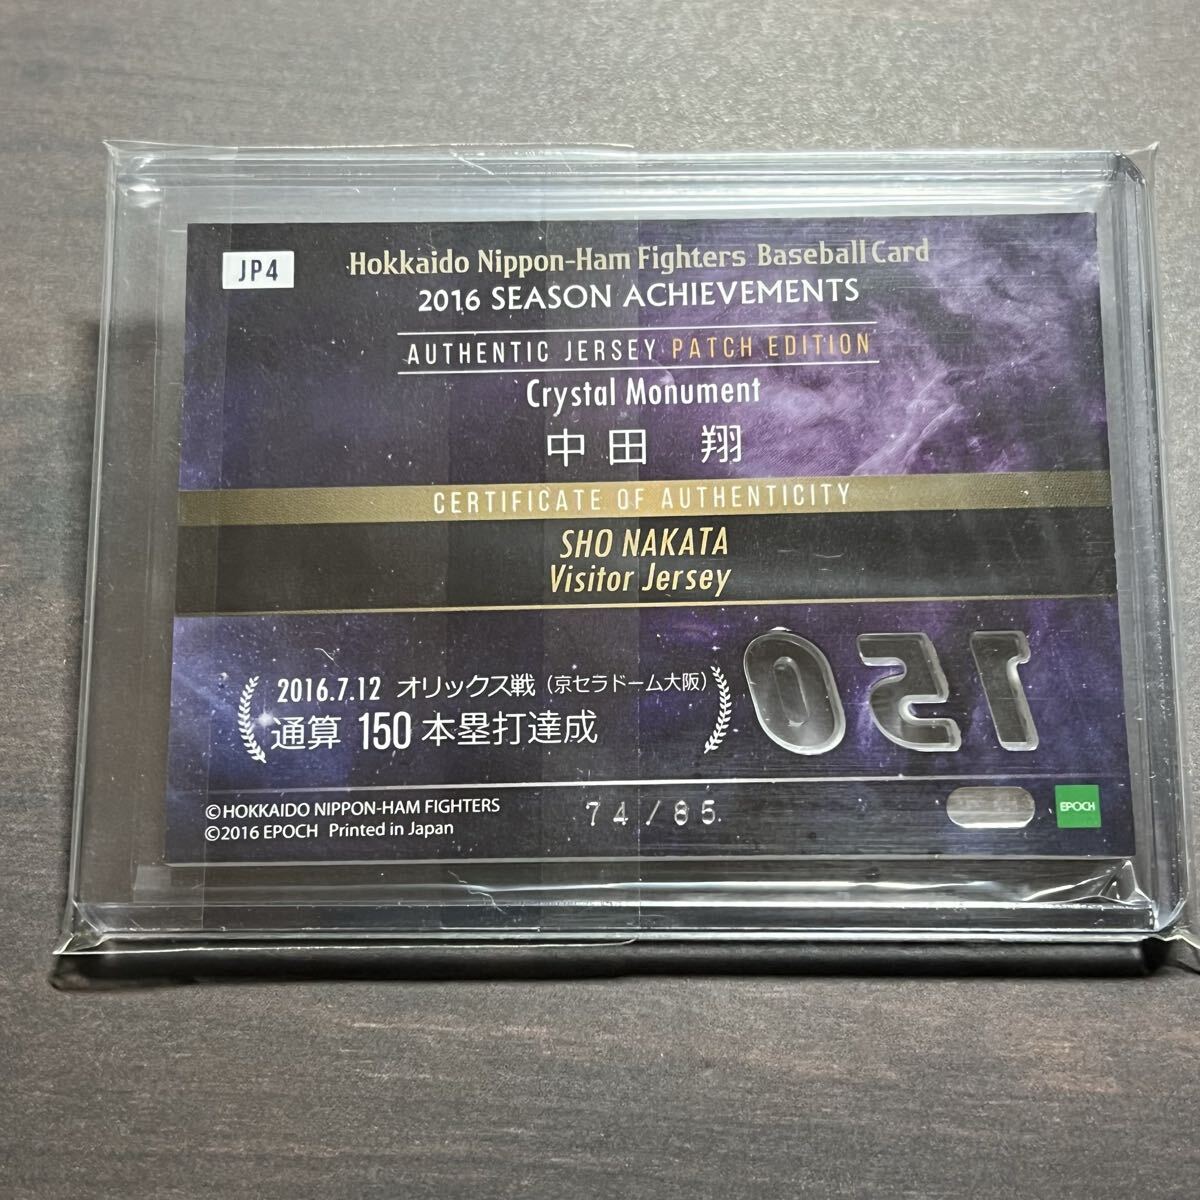 JP4
Hokkaido Nippon-Ham Fighters Baseball Card
2016 SEASON ACHIEVEMENTS
AUTHENTIC JERSEY PATCH EDITION
Crystal Monument
中田 翔
CERTIFICATE OF AUTHENTICITY
SHO NAKATA
Visitor Jersey
2016.7.12 オリックス戦（京セラドーム大阪）
通算 150 本塁打達成
150
©HOKKAIDO NIPPON-HAM FIGHTERS
©2016 EPOCH Printed in Japan
74/85
EPOCH